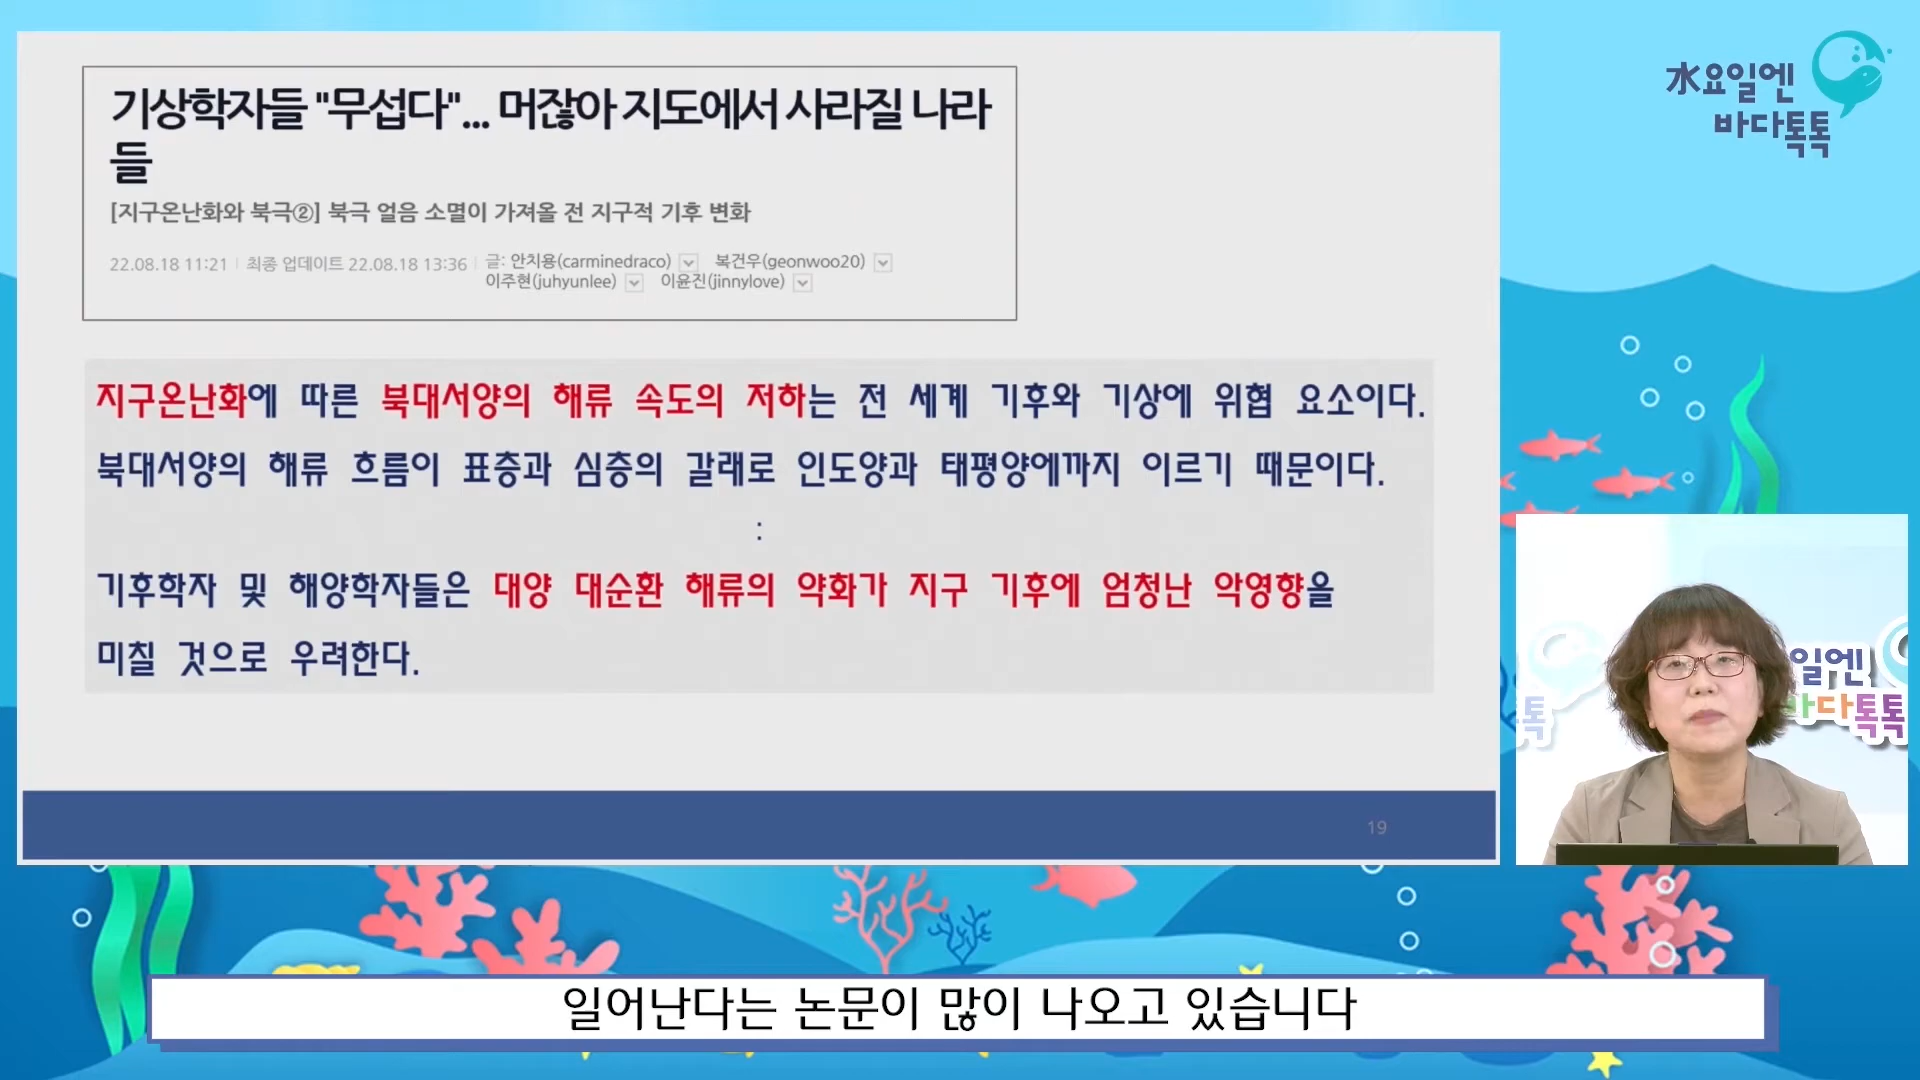 기상학자들 "무섭다"... 머잖아 지도에서 사라질 나라
들
[지구온난화와 북극②] 북극 얼음 소멸이 가져올 전 지구적 기후 변화
22.08.18 11:21 | 최종 업데이트 22.08.18 13:36 | 글: 안치용(carminedraco) 복건우(geonwoo20)
이주현(juhyunlee) 이윤진(jinnylove)
지구온난화에 따른 북대서양의 해류 속도의 저하는 전 세계 기후와 기상에 위협 요소이다.
북대서양의 해류 흐름이 표층과 심층의 갈래로 인도양과 태평양에까지 이르기 때문이다.
:
기후학자 및 해양학자들은 대양 대순환 해류의 약화가 지구 기후에 엄청난 악영향을
미칠 것으로 우려한다.
19
水요일엔
바다톡톡
일엔
바다톡톡
톡
일어난다는 논문이 많이 나오고 있습니다